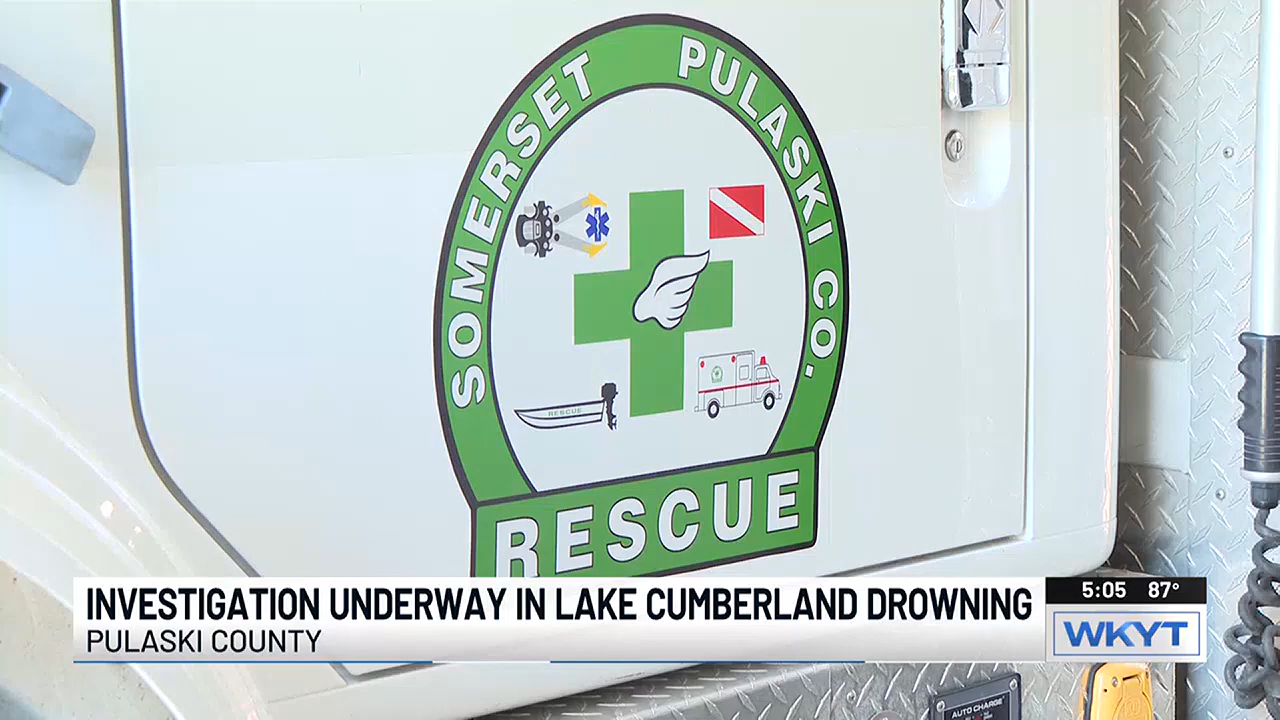 SOMERSET PULASKI CO.
RESCUE
RESCUE
INVESTIGATION UNDERWAY IN LAKE CUMBERLAND DROWNING
PULASKI COUNTY
5:05 87°
WKYT
AUTO CHARGE